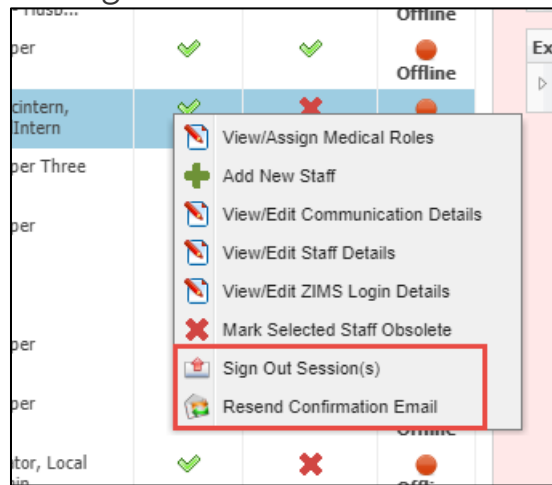 Offline
per
Offline
Ex
cintern,
Intern
View/Assign Medical Roles
per Three
Add New Staff
per
View/Edit Communication Details
View/Edit Staff Details
View/Edit ZIMS Login Details
per
Mark Selected Staff Obsolete
Sign Out Session(s)
per
Resend Confirmation Email
tor, Local